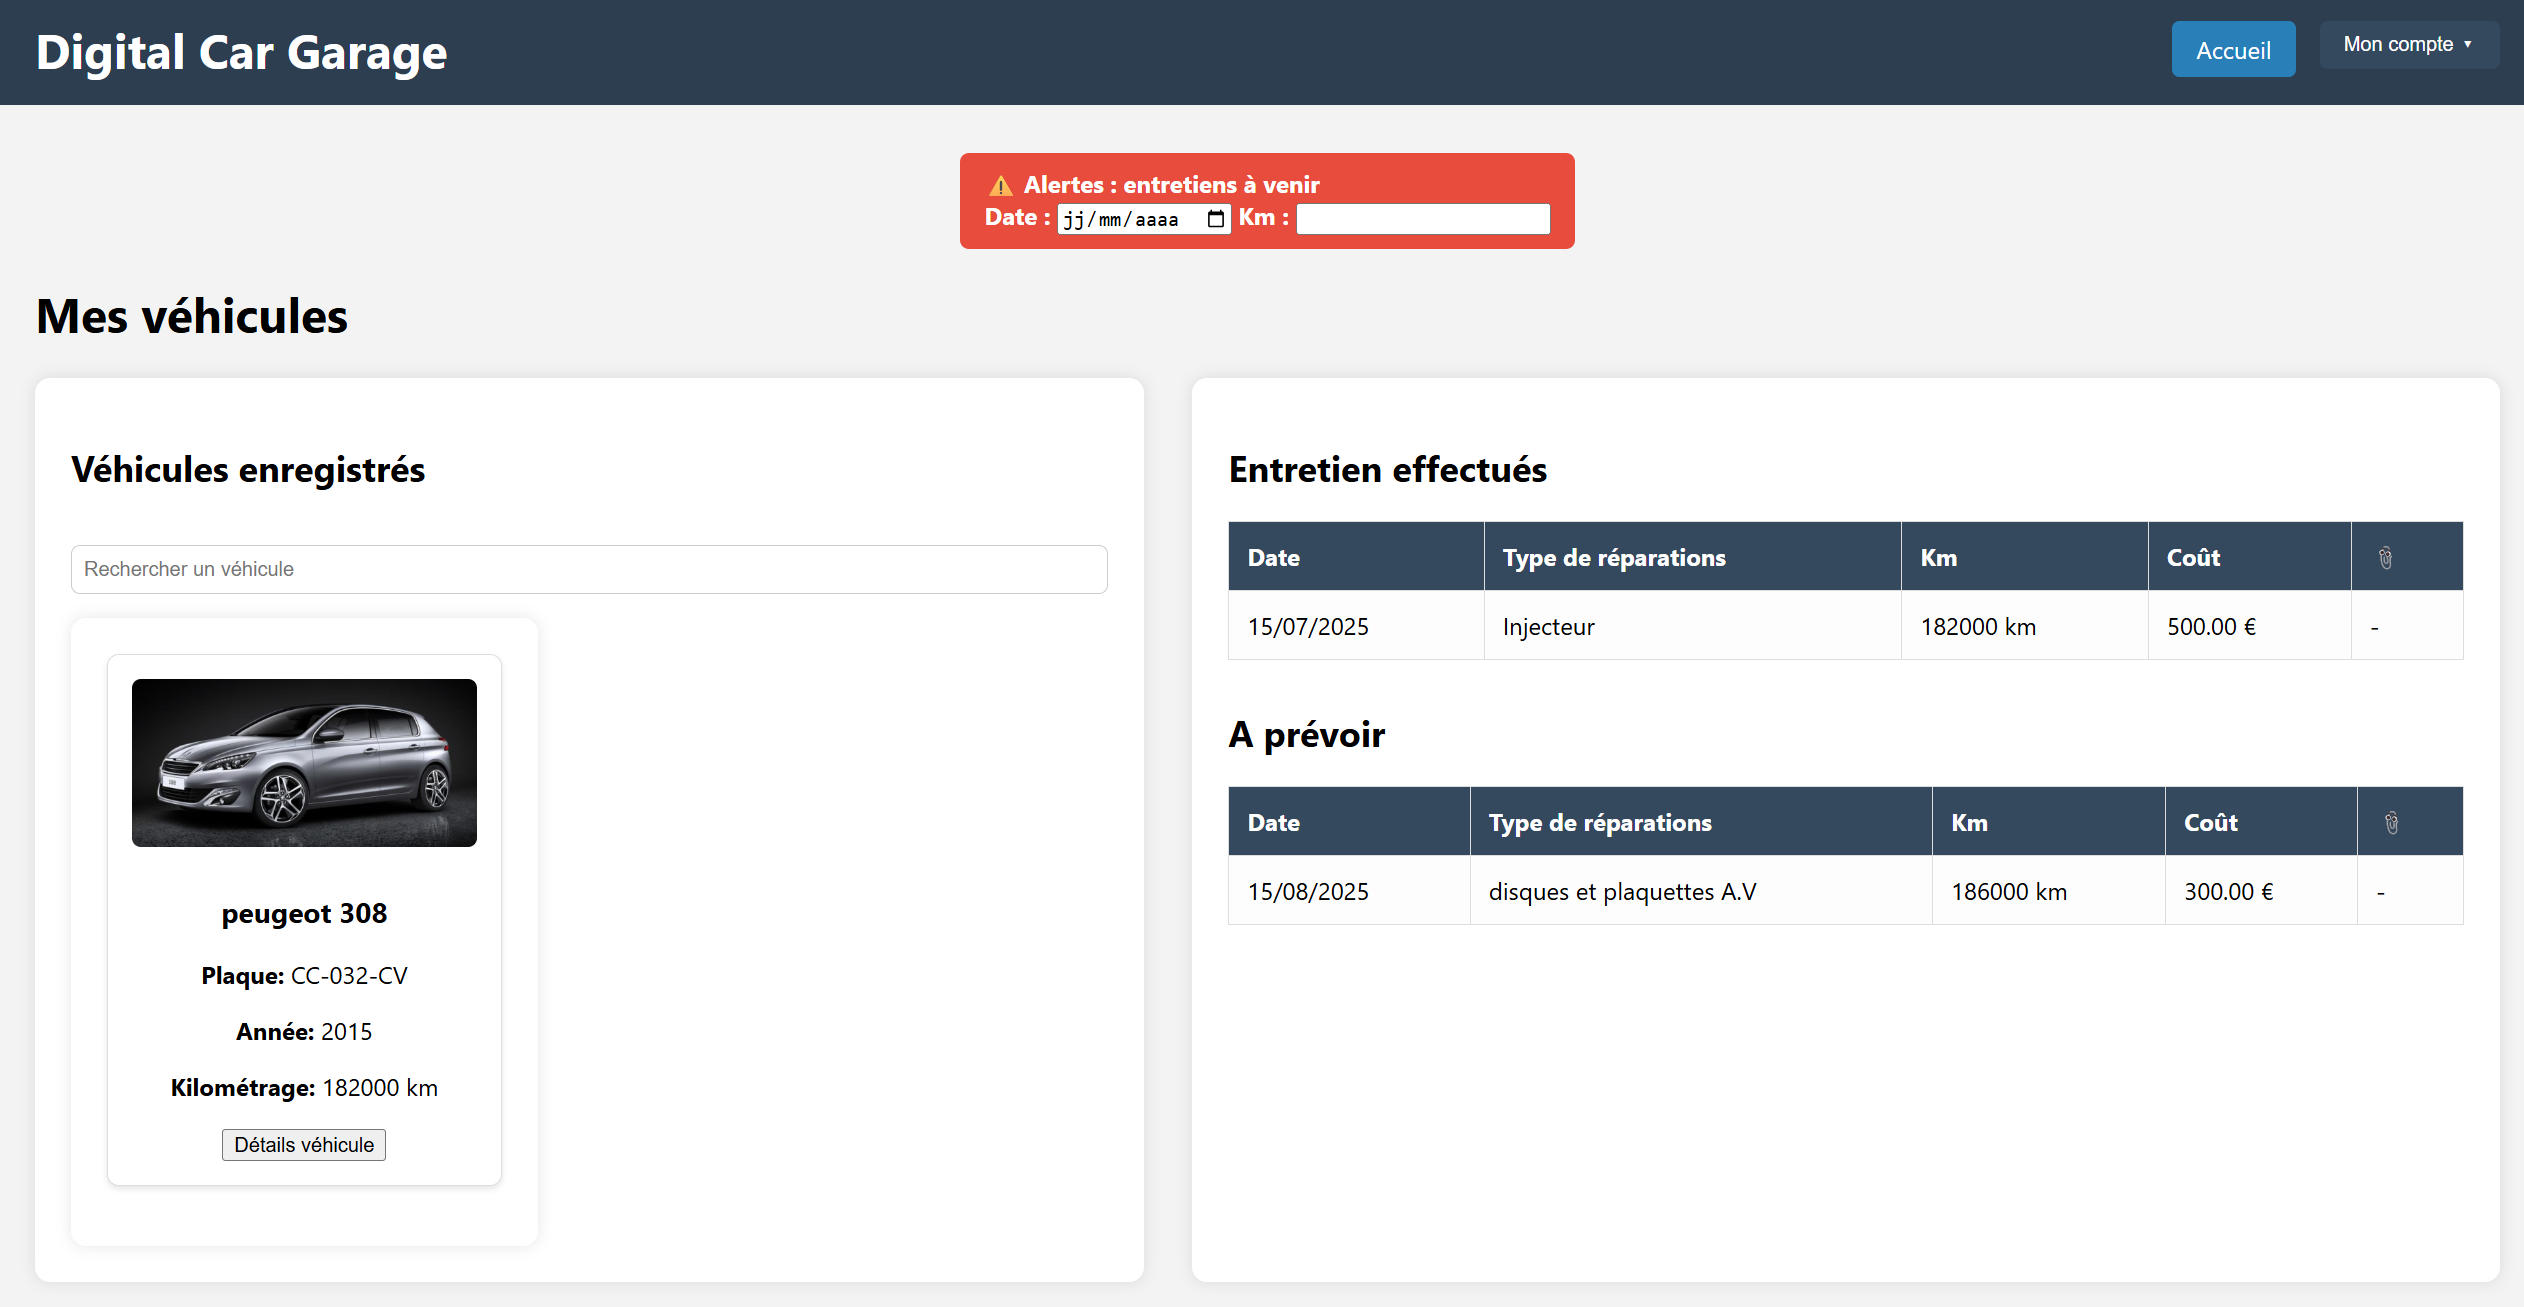 Digital Car Garage
Accueil
Mon compte ▼
⚠ Alertes : entretiens à venir
Date : jj/mm/aaaa Km :
Mes véhicules
Véhicules enregistrés
Rechercher un véhicule
peugeot 308
Plaque: CC-032-CV
Année: 2015
Kilométrage: 182000 km
Détails véhicule
Entretien effectués
Date Type de réparations Km Coût
15/07/2025 Injecteur 182000 km 500.00 € -
A prévoir
Date Type de réparations Km Coût
15/08/2025 disques et plaquettes A.V 186000 km 300.00 € -